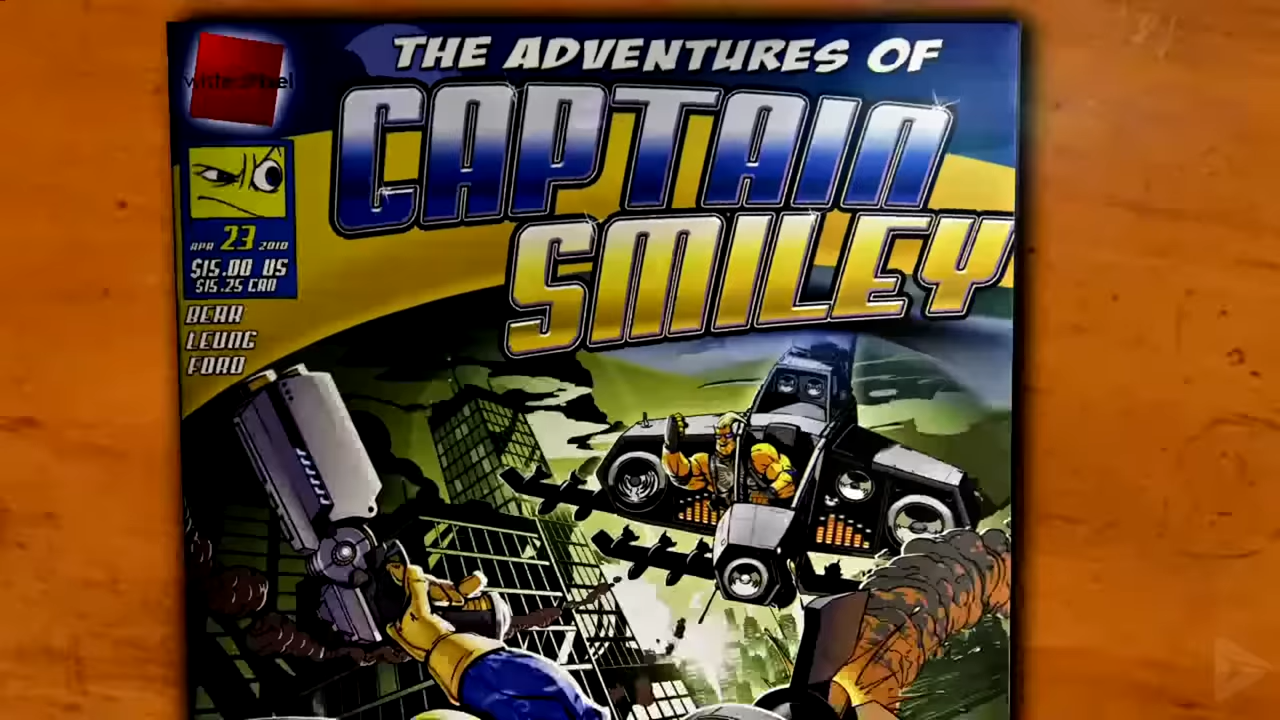 THE ADVENTURES OF
CAPTAIN
SMILEY
APR 23 2010
$15.00 US
$15.25 CAN
BEAR
LEUNG
FORD